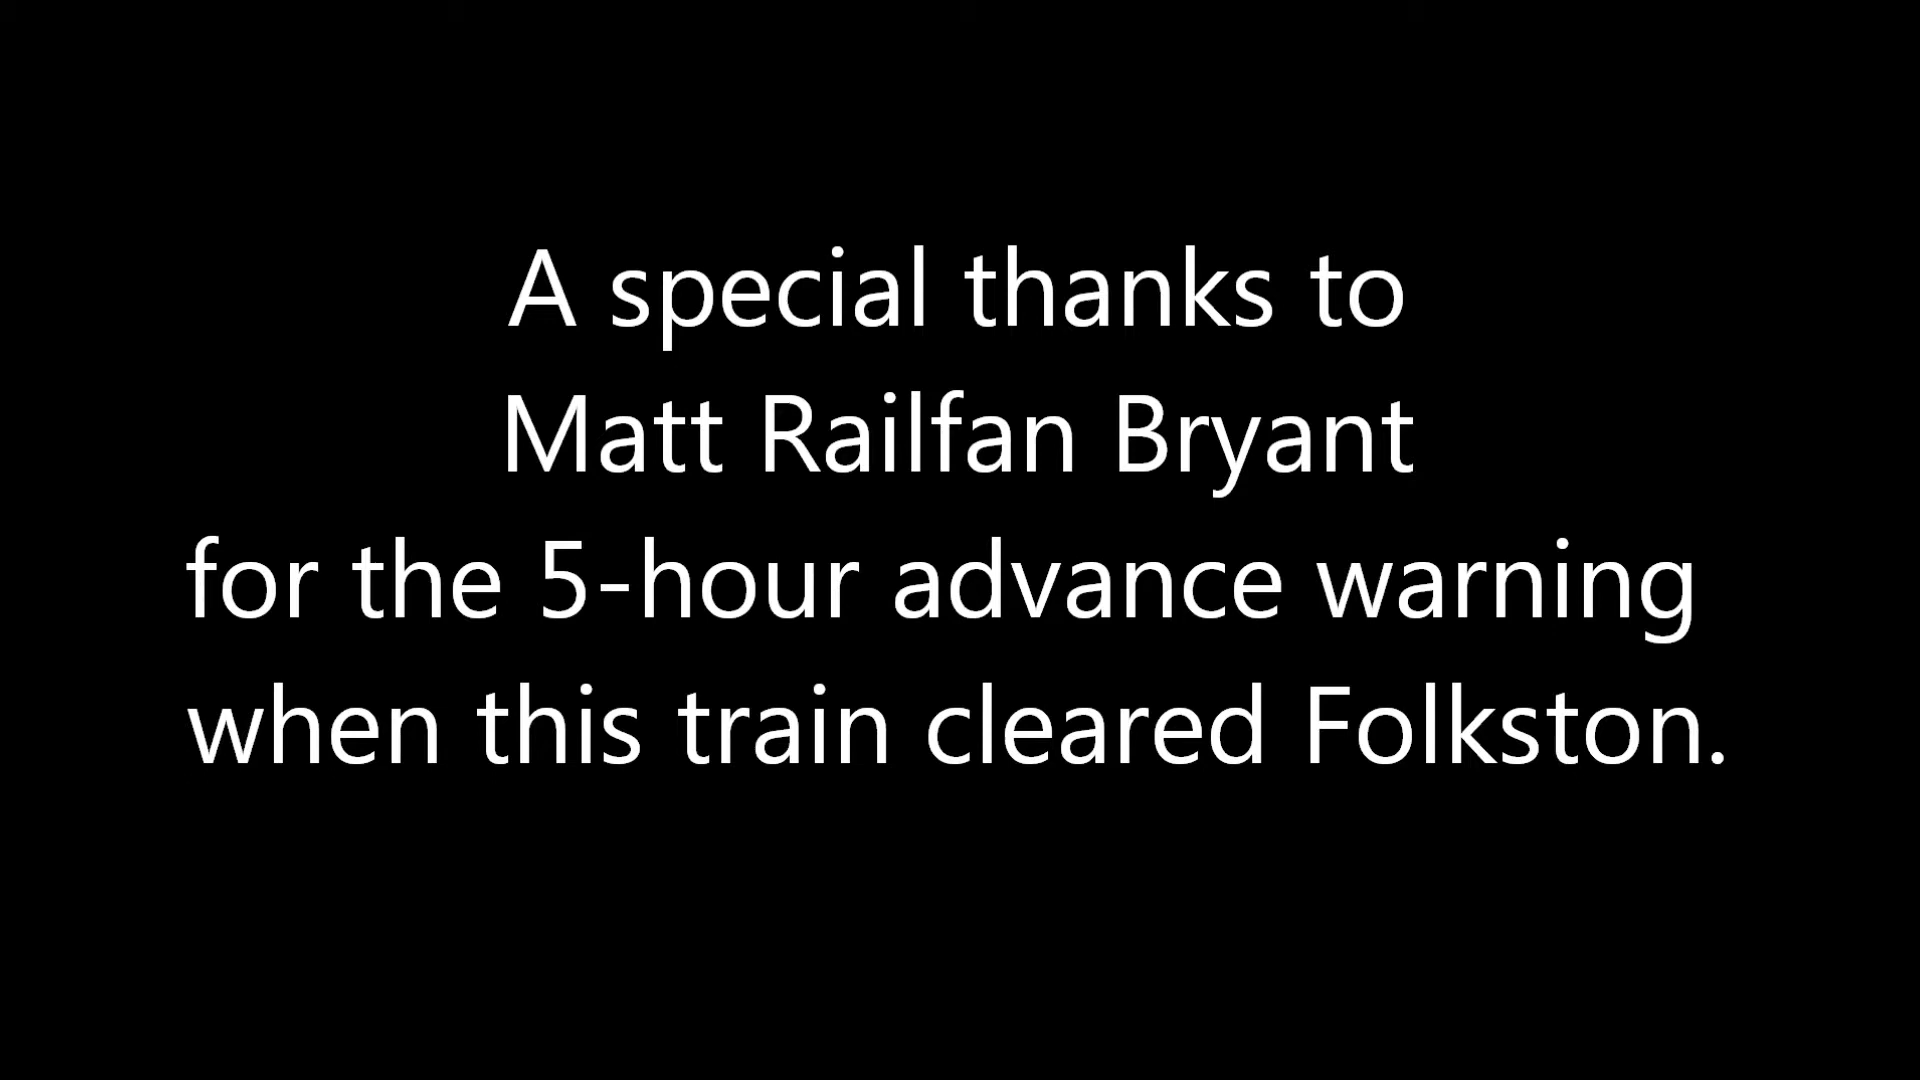 A special thanks to
Matt Railfan Bryant
for the 5-hour advance warning
when this train cleared Folkston.